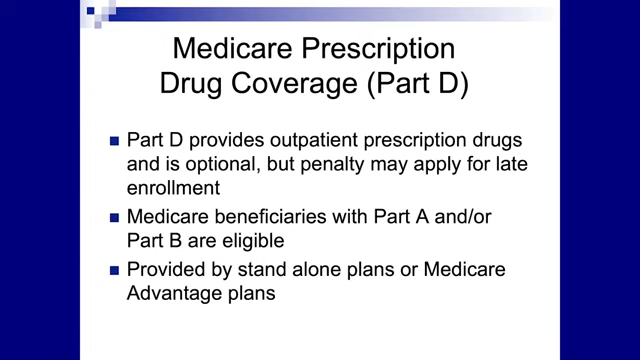 Medicare Prescription
Drug Coverage (Part D)
Part D provides outpatient prescription drugs
and is optional, but penalty may apply for late
enrollment
Medicare beneficiaries with Part A and/or
Part B are eligible
Provided by stand alone plans or Medicare
Advantage plans